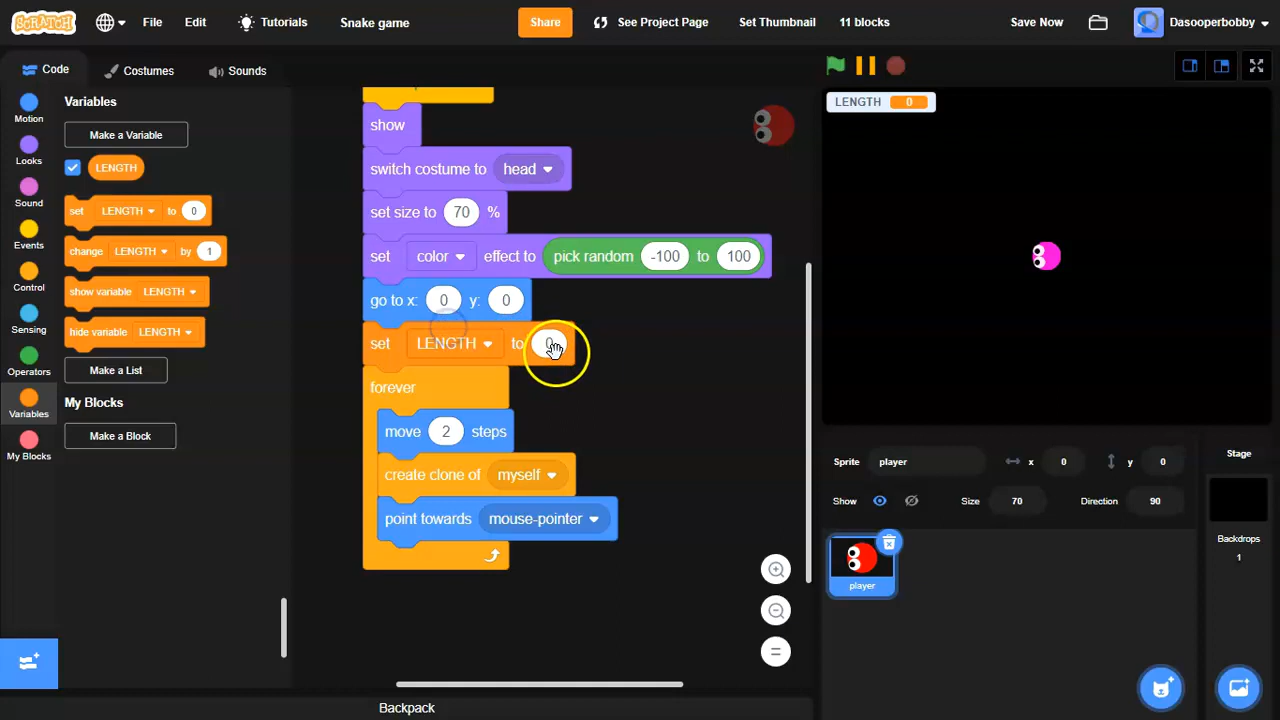 SCRATCH File Edit Tutorials Snake game Share See Project Page Set Thumbnail 11 blocks Save Now Dasooperbobby
Code Costumes Sounds
Motion
Looks
Sound
Events
Control
Sensing
Operators
Variables
My Blocks
Variables
Make a Variable
LENGTH
set LENGTH to 0
change LENGTH by 1
show variable LENGTH
hide variable LENGTH
Make a List
My Blocks
Make a Block
show
switch costume to head
set size to 70 %
set color effect to pick random -100 to 100
go to x: 0 y: 0
set LENGTH to 0
forever
move 2 steps
create clone of myself
point towards mouse-pointer
Backpack
LENGTH 0
Sprite player x 0 y 0
Show Size 70 Direction 90
player
Stage
Backdrops
1